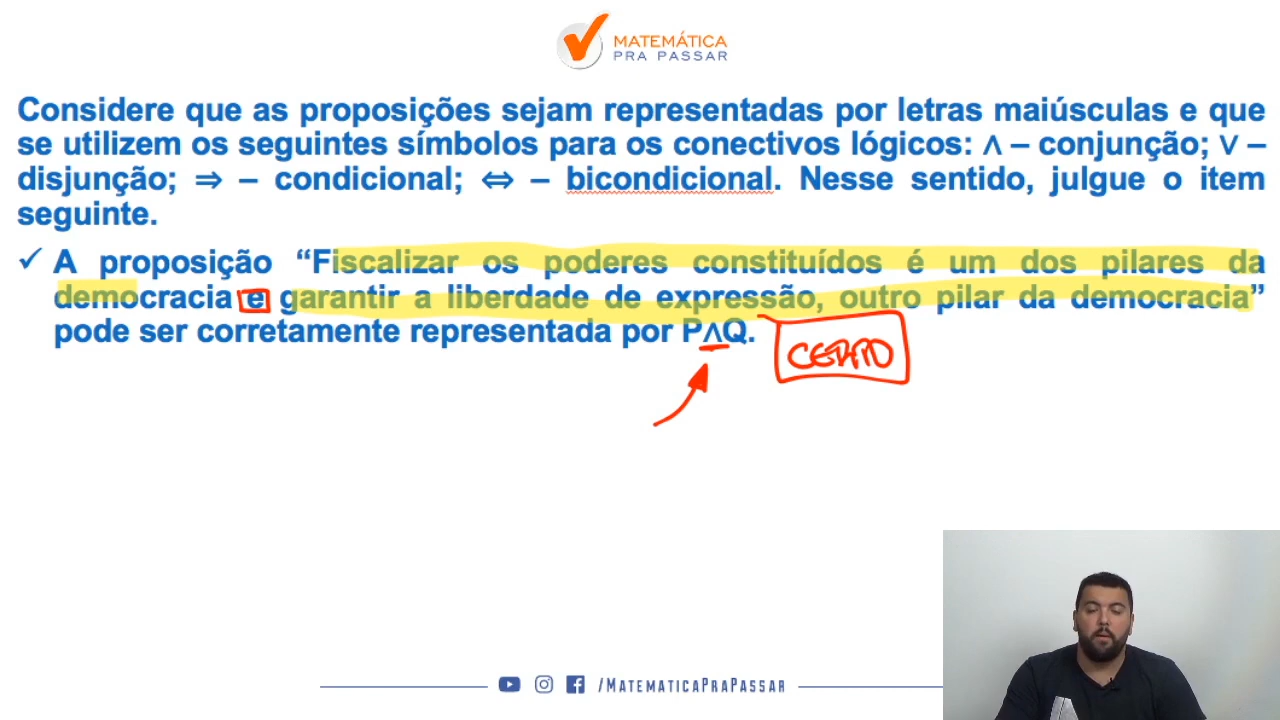 MATEMÁTICA
PRA PASSAR
Considere que as proposições sejam representadas por letras maiúsculas e que
se utilizem os seguintes símbolos para os conectivos lógicos: ∧ – conjunção; ∨ –
disjunção; ⇒ – condicional; ⇔ – bicondicional. Nesse sentido, julgue o item
seguinte.
✓ A proposição “Fiscalizar os poderes constituídos é um dos pilares da
democracia e garantir a liberdade de expressão, outro pilar da democracia”
pode ser corretamente representada por P∧Q.
CERTO
/MatematicaPraPassar